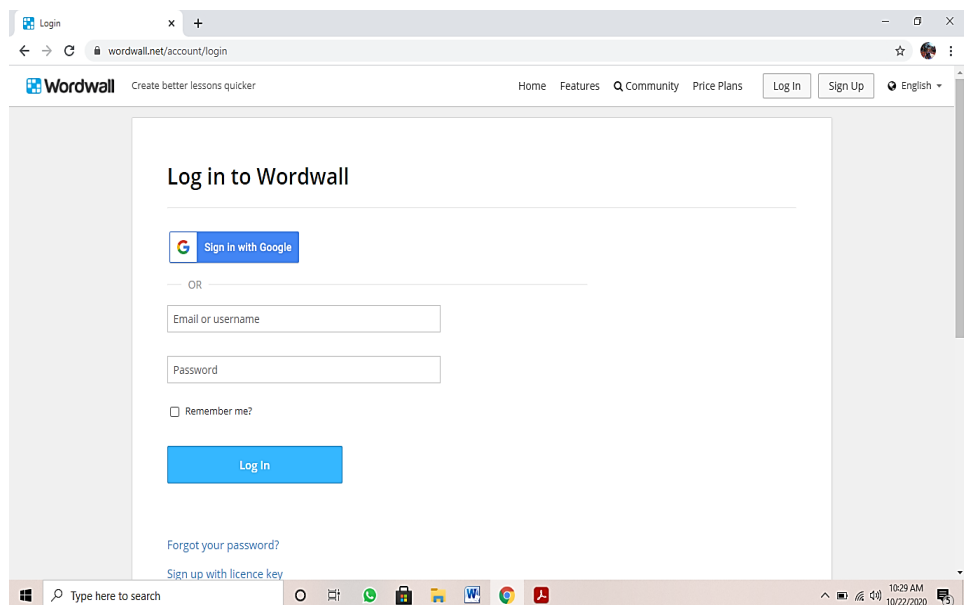 Login
wordwall.net/account/login
Wordwall Create better lessons quicker Home Features Community Price Plans Log In Sign Up English
Log in to Wordwall
G Sign in with Google
OR
Email or username
Password
Remember me?
Log In
Forgot your password?
Sign up with licence key
Type here to search W 10:29 AM
10/22/2020 5